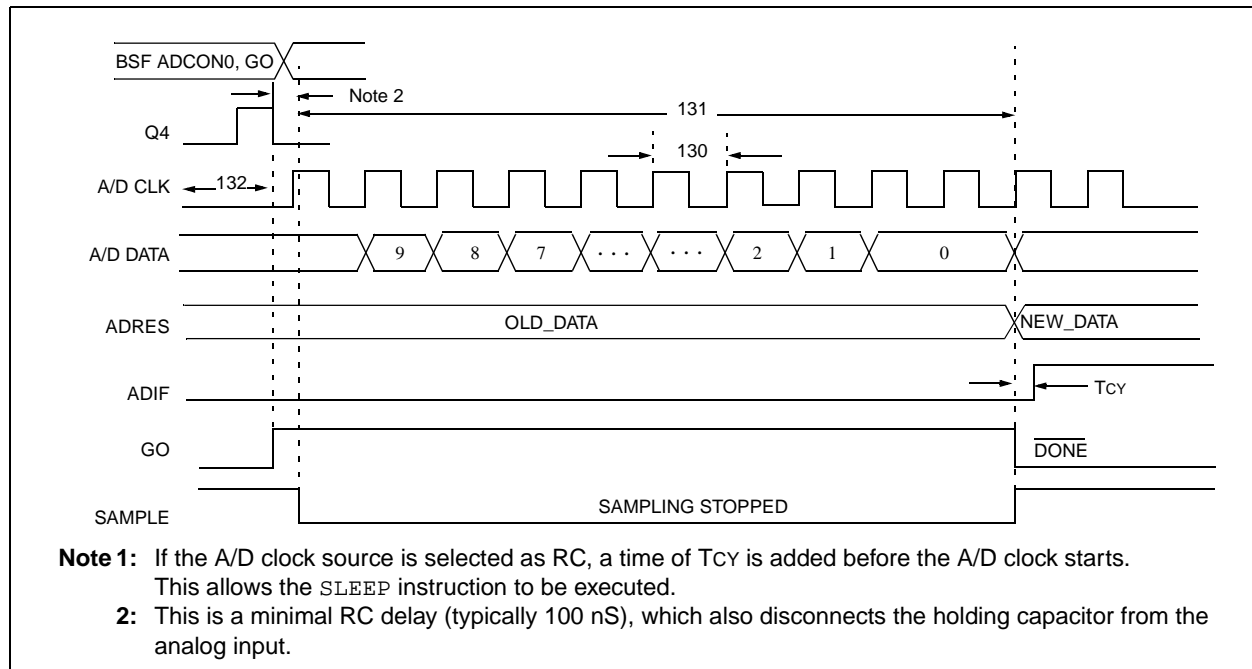 BSF ADCON0, GO
Note 2
131
Q4
130
A/D CLK
132
A/D DATA
9 8 7 . . . . . . 2 1 0
ADRES
OLD_DATA
NEW_DATA
ADIF
TCY
GO
DONE
SAMPLE
SAMPLING STOPPED
Note 1: If the A/D clock source is selected as RC, a time of TCY is added before the A/D clock starts.
This allows the SLEEP instruction to be executed.
2: This is a minimal RC delay (typically 100 nS), which also disconnects the holding capacitor from the
analog input.